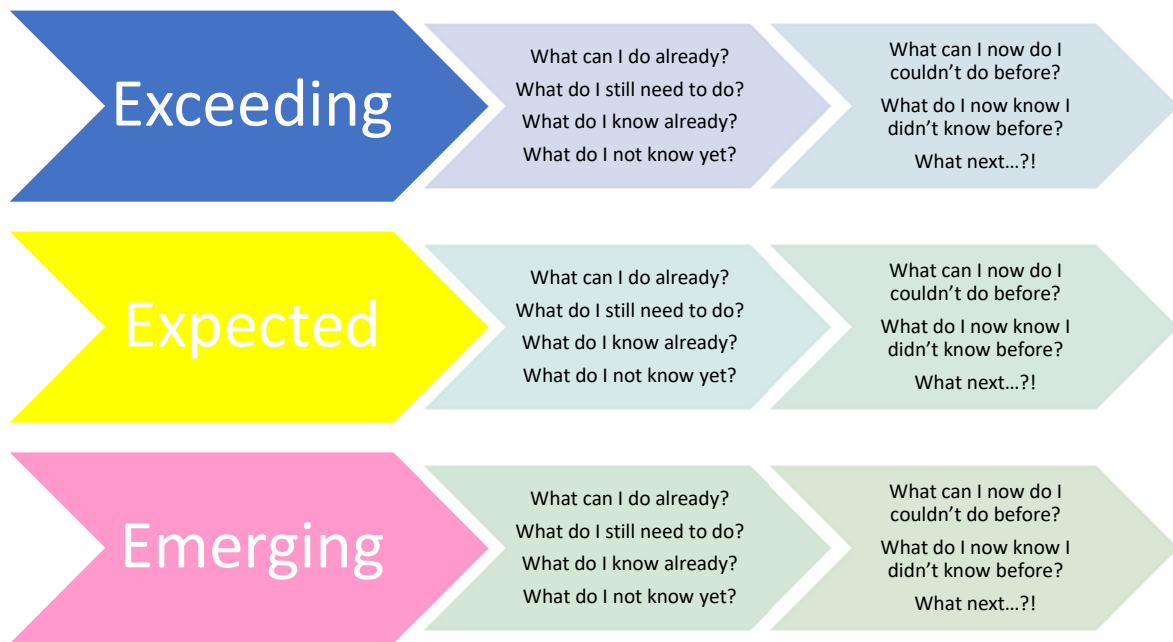 Exceeding
What can I do already?
What do I still need to do?
What do I know already?
What do I not know yet?
What can I now do I
couldn’t do before?
What do I now know I
didn’t know before?
What next…?!
Expected
What can I do already?
What do I still need to do?
What do I know already?
What do I not know yet?
What can I now do I
couldn’t do before?
What do I now know I
didn’t know before?
What next…?!
Emerging
What can I do already?
What do I still need to do?
What do I know already?
What do I not know yet?
What can I now do I
couldn’t do before?
What do I now know I
didn’t know before?
What next…?!